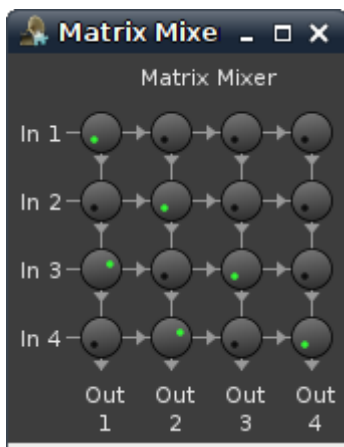 Matrix Mixe
Matrix Mixer
In 1
In 2
In 3
In 4
Out Out Out Out
1 2 3 4